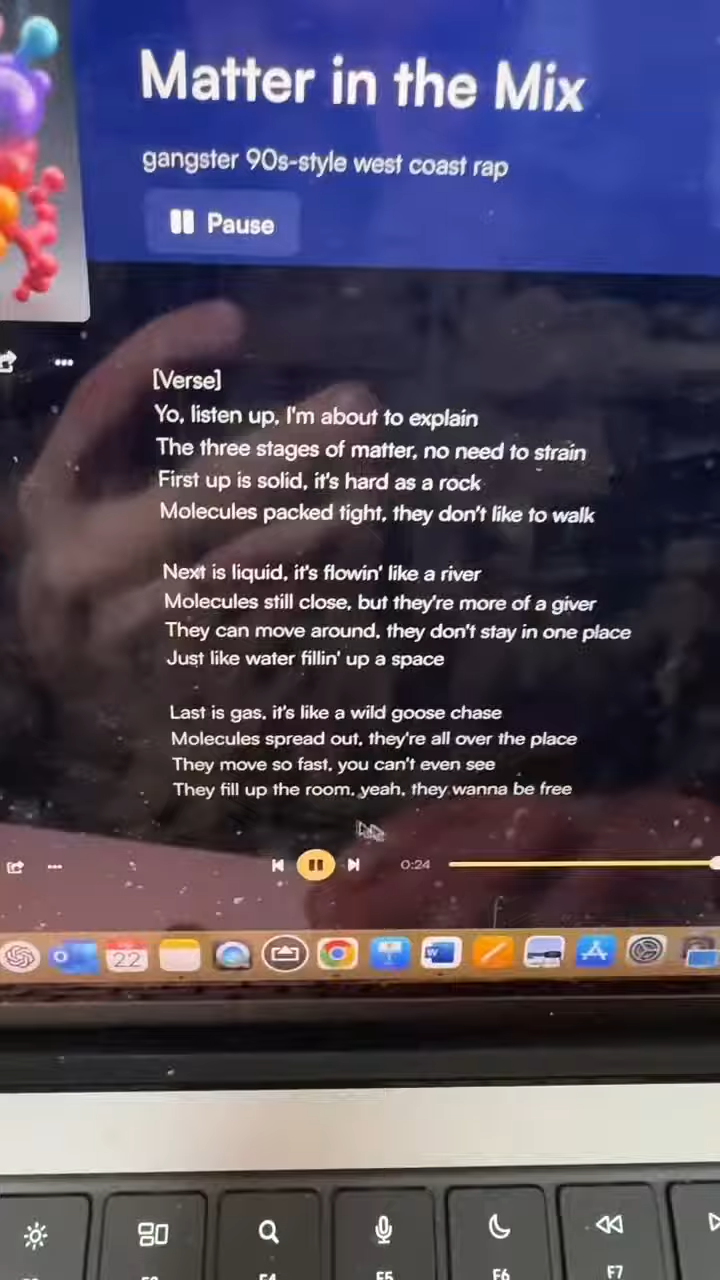 Matter in the Mix
gangster 90s-style west coast rap
Pause
[Verse]
Yo, listen up, I'm about to explain
The three stages of matter, no need to strain
First up is solid, it's hard as a rock
Molecules packed tight, they don't like to walk
Next is liquid, it's flowin' like a river
Molecules still close, but they're more of a giver
They can move around, they don't stay in one place
Just like water fillin' up a space
Last is gas, it's like a wild goose chase
Molecules spread out, they're all over the place
They move so fast, you can't even see
They fill up the room, yeah, they wanna be free
0:24
22
W
F5
F6
F7